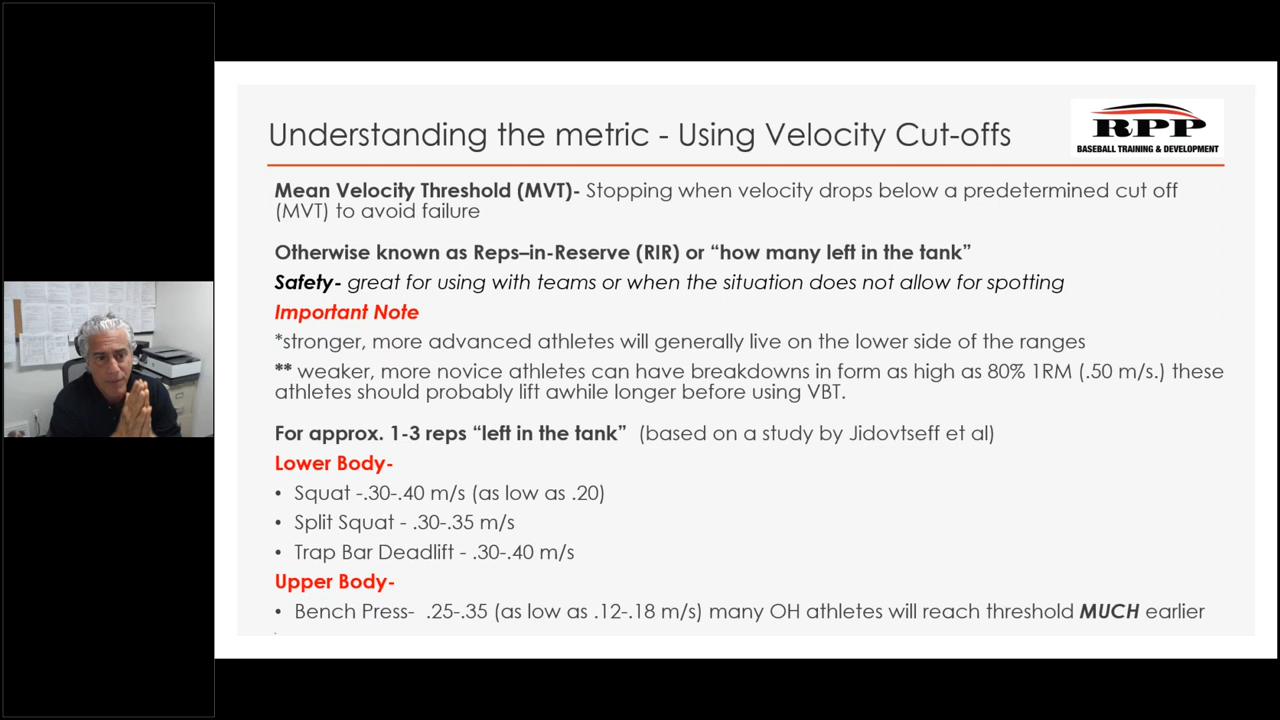 Understanding the metric - Using Velocity Cut-offs
RPP
BASEBALL TRAINING & DEVELOPMENT
Mean Velocity Threshold (MVT)- Stopping when velocity drops below a predetermined cut off
(MVT) to avoid failure
Otherwise known as Reps–in-Reserve (RIR) or “how many left in the tank”
Safety- great for using with teams or when the situation does not allow for spotting
Important Note
*stronger, more advanced athletes will generally live on the lower side of the ranges
** weaker, more novice athletes can have breakdowns in form as high as 80% 1RM (.50 m/s.) these
athletes should probably lift awhile longer before using VBT.
For approx. 1-3 reps “left in the tank” (based on a study by Jidovtseff et al)
Lower Body-
• Squat -.30-.40 m/s (as low as .20)
• Split Squat - .30-.35 m/s
• Trap Bar Deadlift - .30-.40 m/s
Upper Body-
• Bench Press- .25-.35 (as low as .12-.18 m/s) many OH athletes will reach threshold MUCH earlier